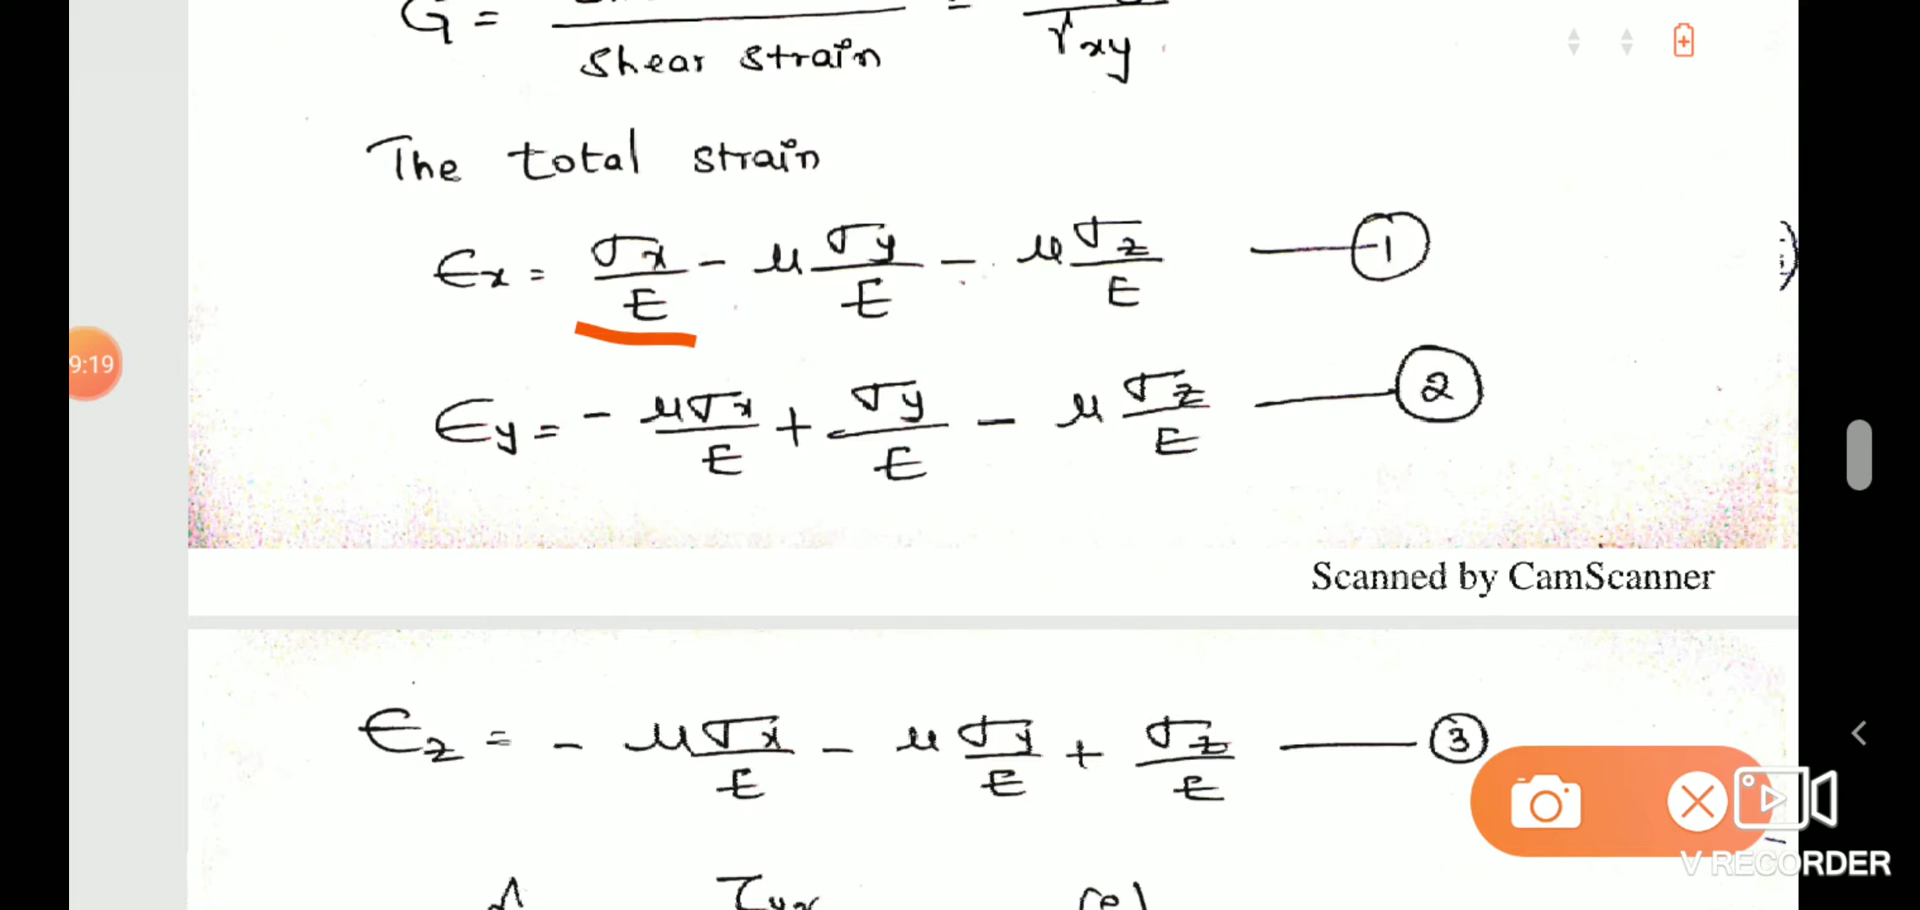 G = / Shear strain = / γxy
The total strain
ϵx = σx/E - μ σy/E - μ σz/E —— ①
ϵy = - μσx/E + σy/E - μ σz/E —— ②
9:19
Scanned by CamScanner
ϵz = - μσx/E - μ σy/E + σz/E —— ③
V RECORDER
τyx